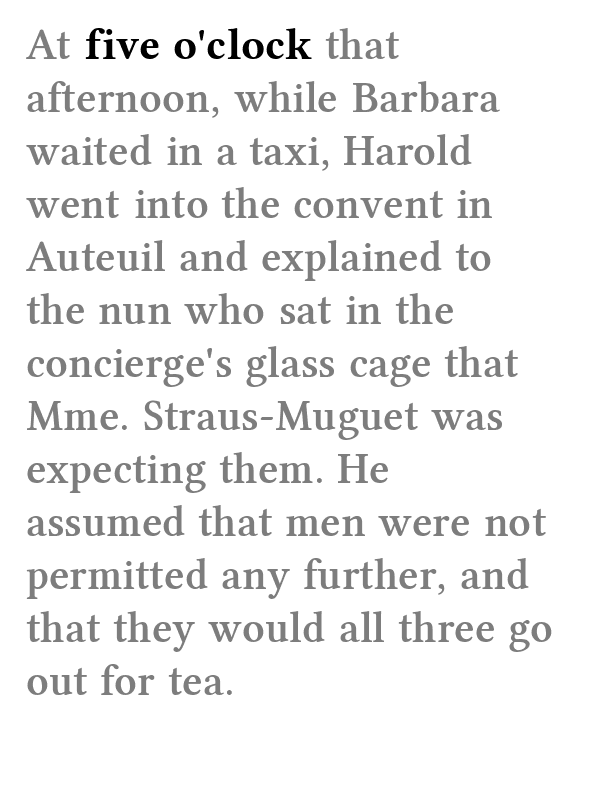 At five o'clock that
afternoon, while Barbara
waited in a taxi, Harold
went into the convent in
Auteuil and explained to
the nun who sat in the
concierge's glass cage that
Mme. Straus-Muguet was
expecting them. He
assumed that men were not
permitted any further, and
that they would all three go
out for tea.